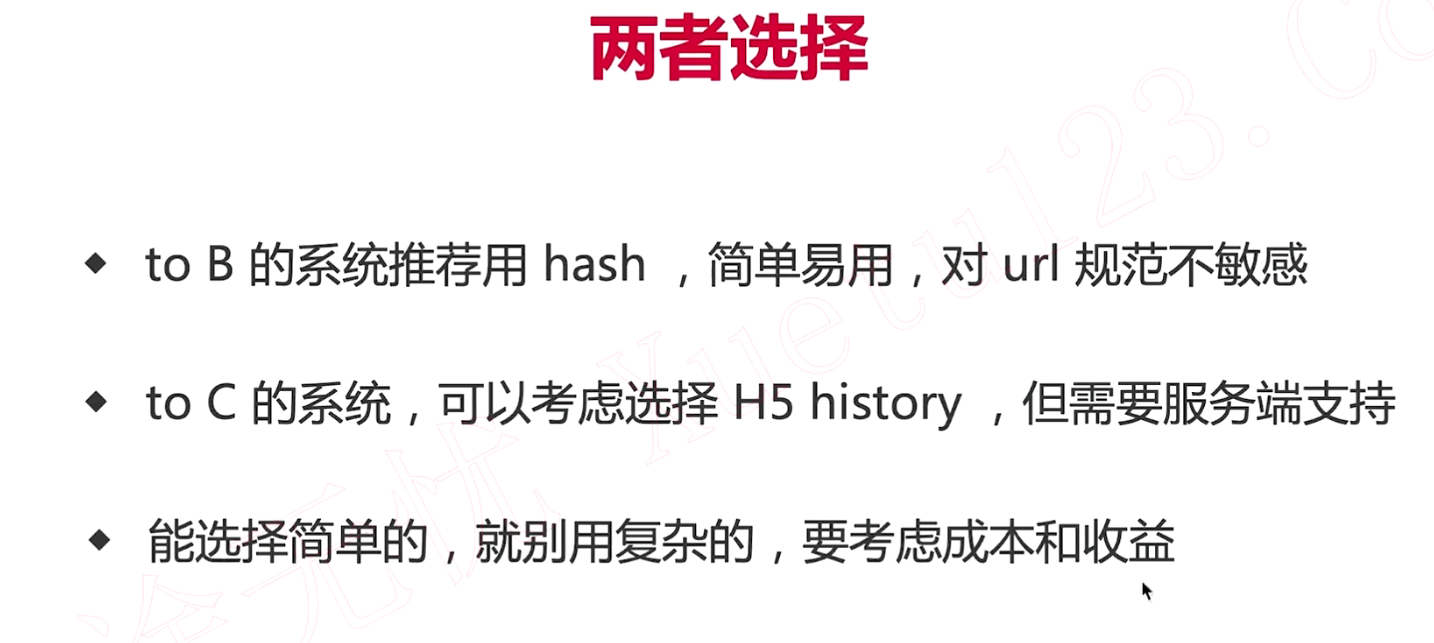 两者选择
◆ to B 的系统推荐用 hash ，简单易用，对 url 规范不敏感
◆ to C 的系统，可以考虑选择 H5 history ，但需要服务端支持
◆ 能选择简单的，就别用复杂的，要考虑成本和收益